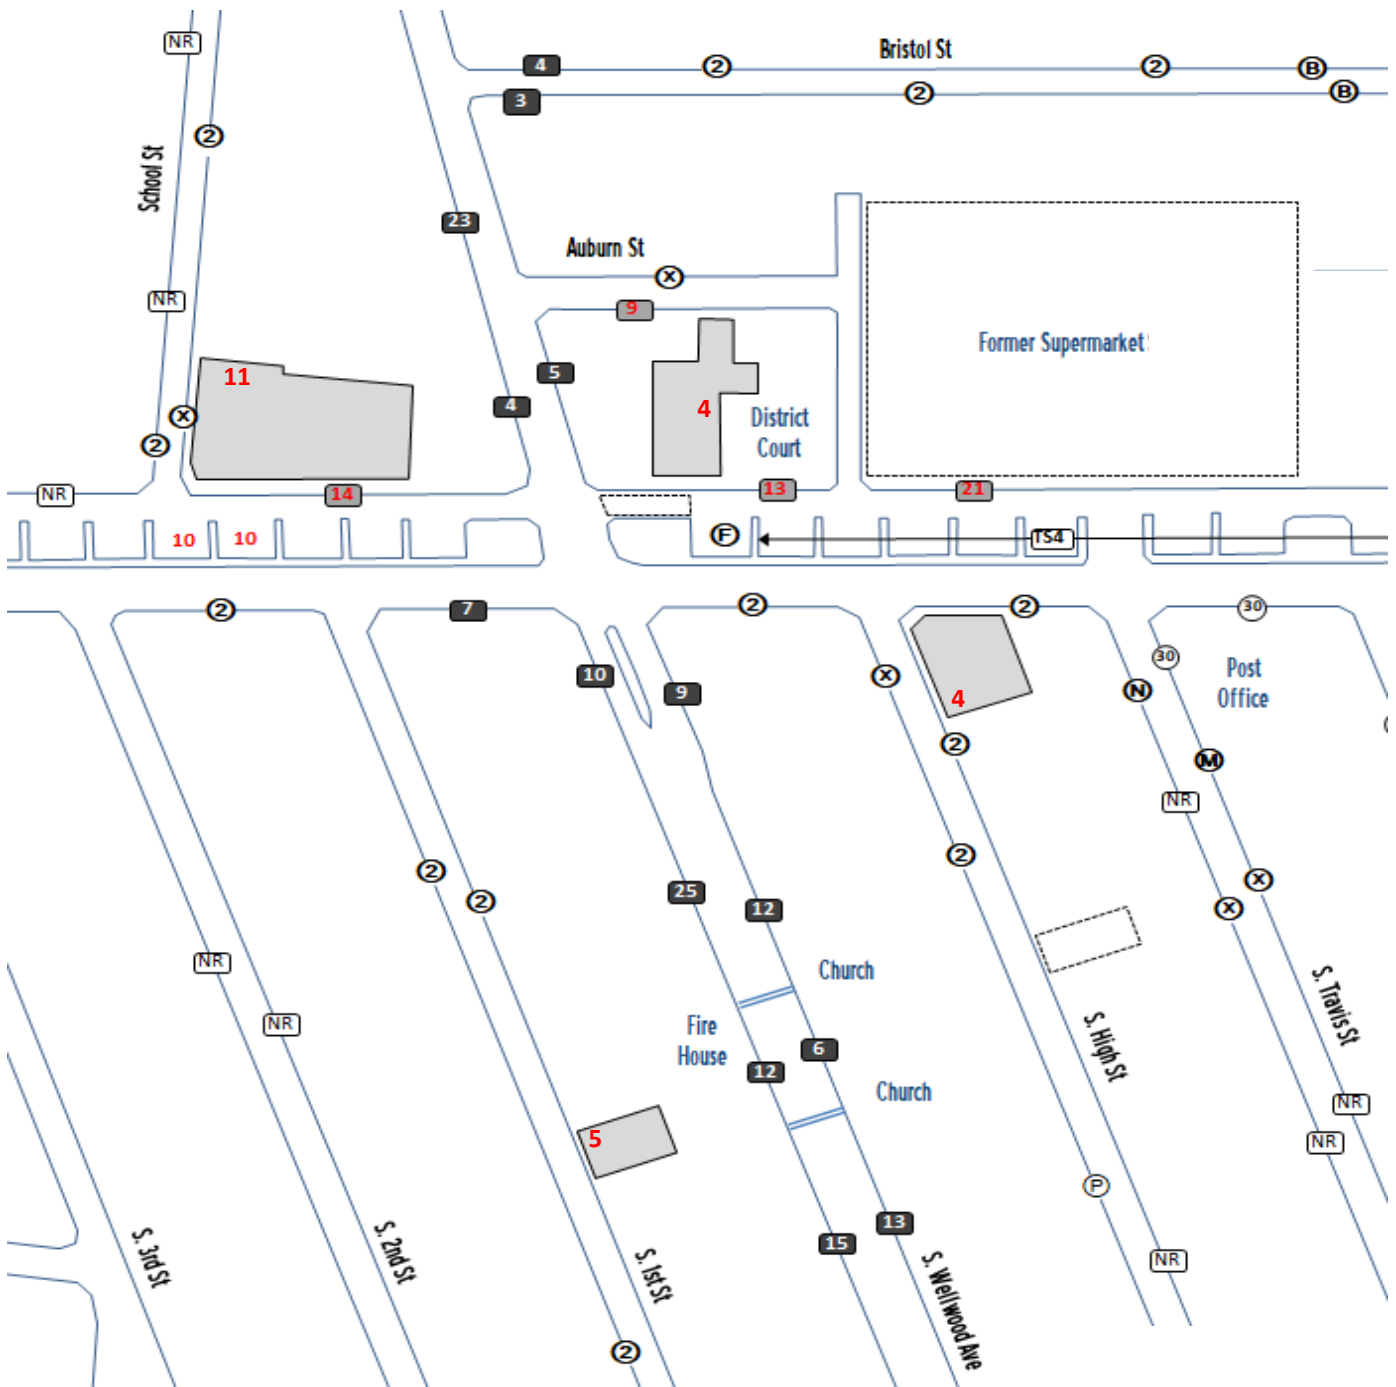 NR
4
2
Bristol St
2
B
3
2
B
2
School St
23
Auburn St
X
NR
9
Former Supermarket
5
11
4
4
District
Court
X
2
NR
14
13
21
10
10
F
TS4
2
7
2
2
30
10
9
X
4
N
30
Post
Office
2
M
NR
2
2
2
25
12
X
X
NR
Church
S. Travis St
NR
Fire
House
6
12
S. High St
Church
NR
5
NR
P
S. 3rd St
S. 2nd St
S. 1st St
15
13
S. Wellwood Ave
NR
2